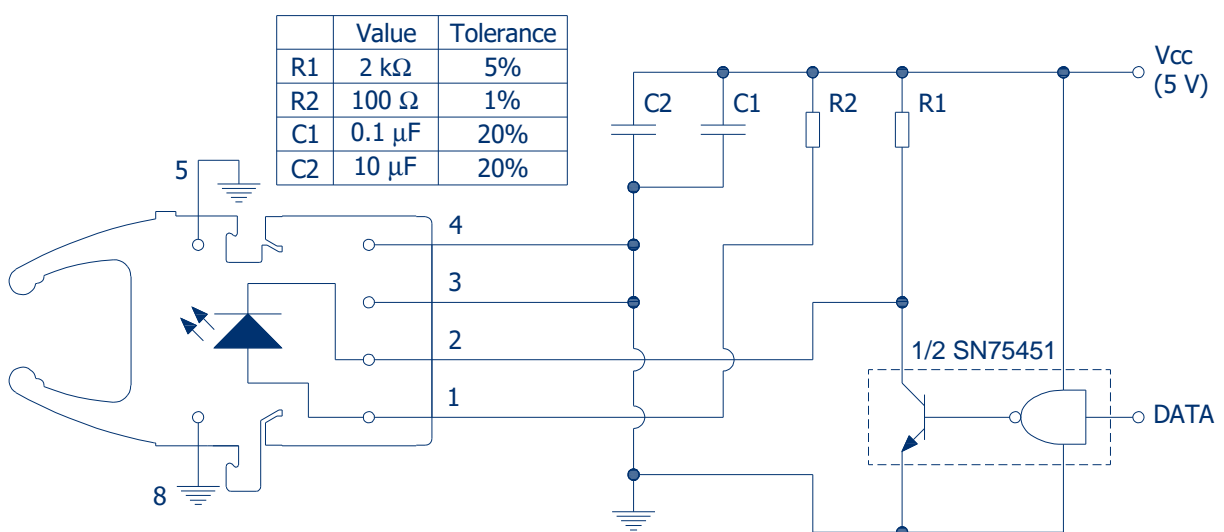 Value Tolerance
R1 2 kΩ 5%
R2 100 Ω 1%
C1 0.1 μF 20%
C2 10 μF 20%
Vcc
(5 V)
C2 C1 R2 R1
5
4
3
2
1
8
1/2 SN75451
DATA